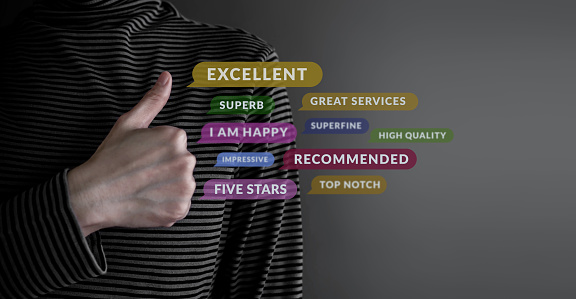 EXCELLENT
SUPERB
GREAT SERVICES
I AM HAPPY
SUPERFINE
HIGH QUALITY
IMPRESSIVE
RECOMMENDED
FIVE STARS
TOP NOTCH